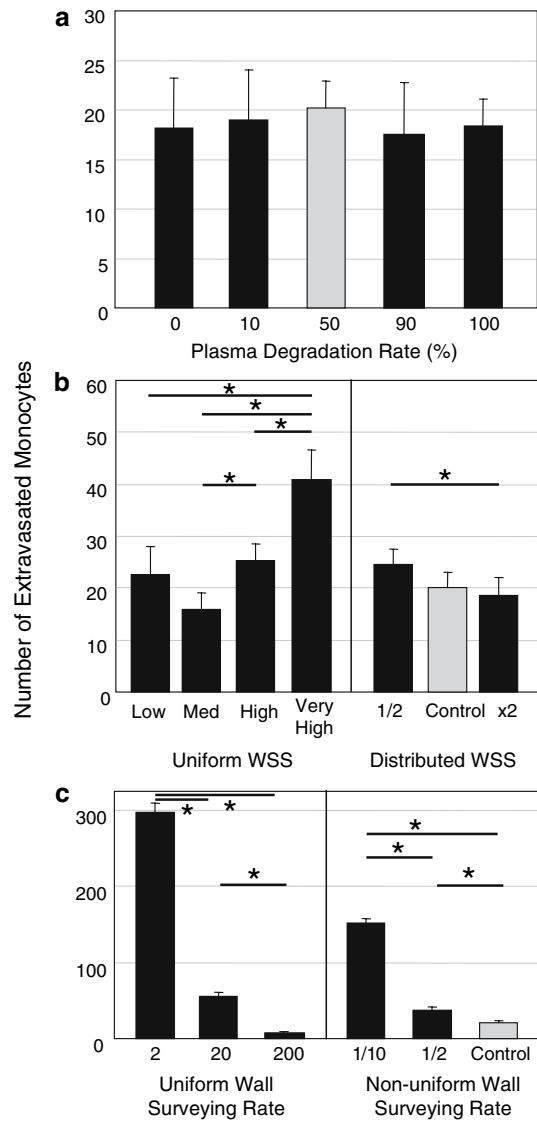 a
30
25
20
15
10
5
0
0 10 50 90 100
Plasma Degradation Rate (%)
Number of Extravasated Monocytes
b
60
50
40
30
20
10
0
* * * * *
Low Med High Very High 1/2 Control x2
Uniform WSS Distributed WSS
c
300
200
100
0
* * * * * *
2 20 200 1/10 1/2 Control
Uniform Wall Non-uniform Wall
Surveying Rate Surveying Rate